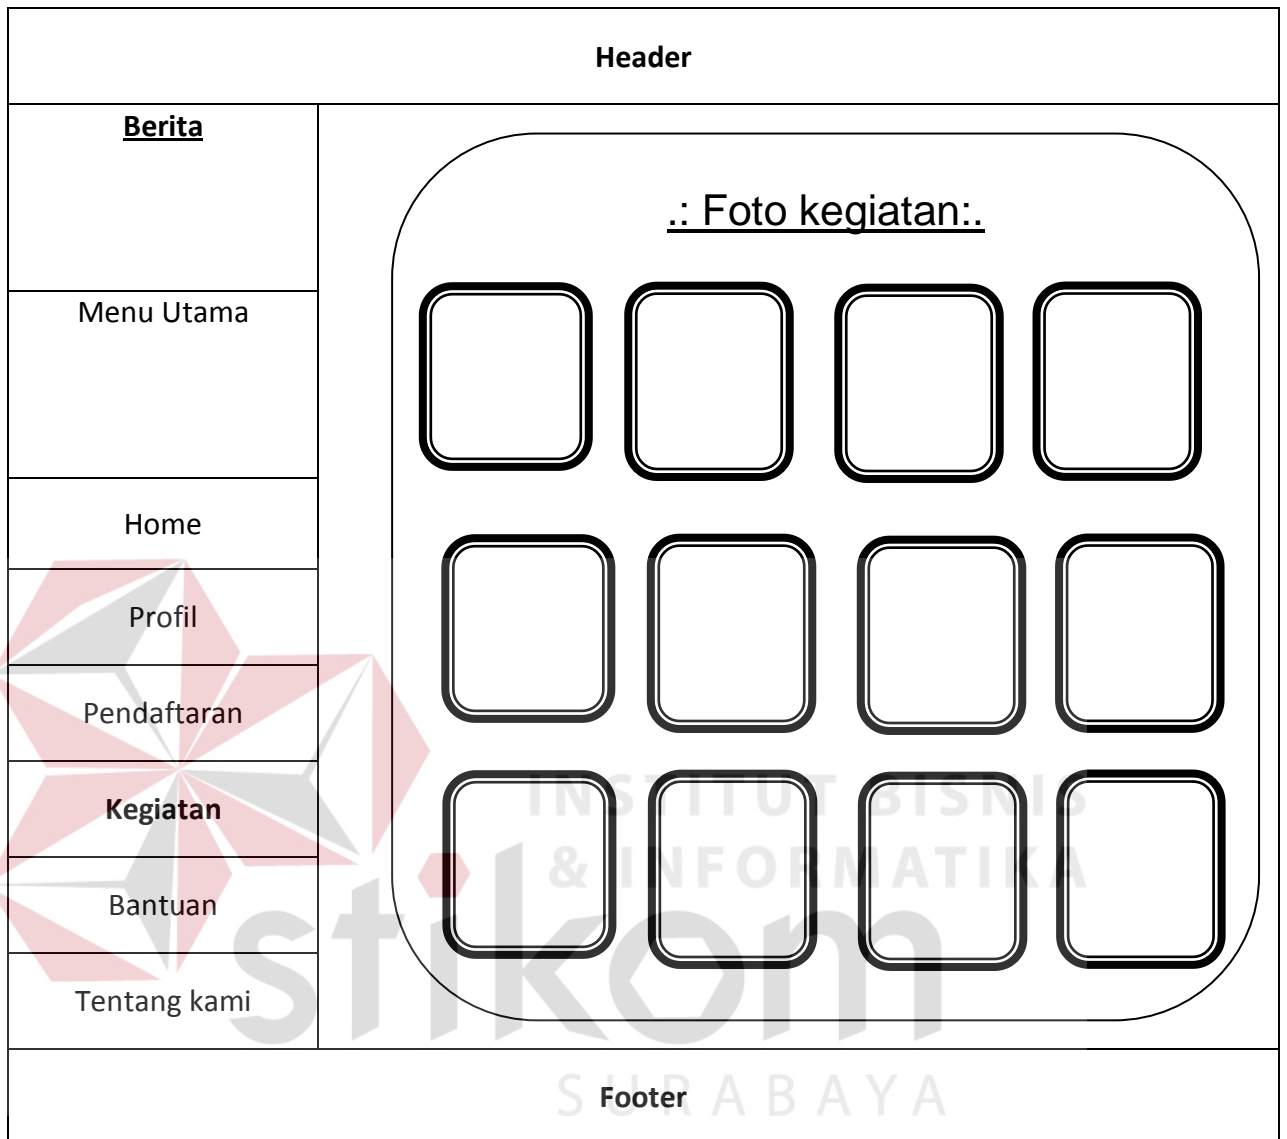 Header
Berita
Menu Utama
Home
Profil
Pendaftaran
Kegiatan
Bantuan
Tentang kami
.: Foto kegiatan:.
INSTITUT BISNIS
& INFORMATIKA
stikom
SURABAYA
Footer